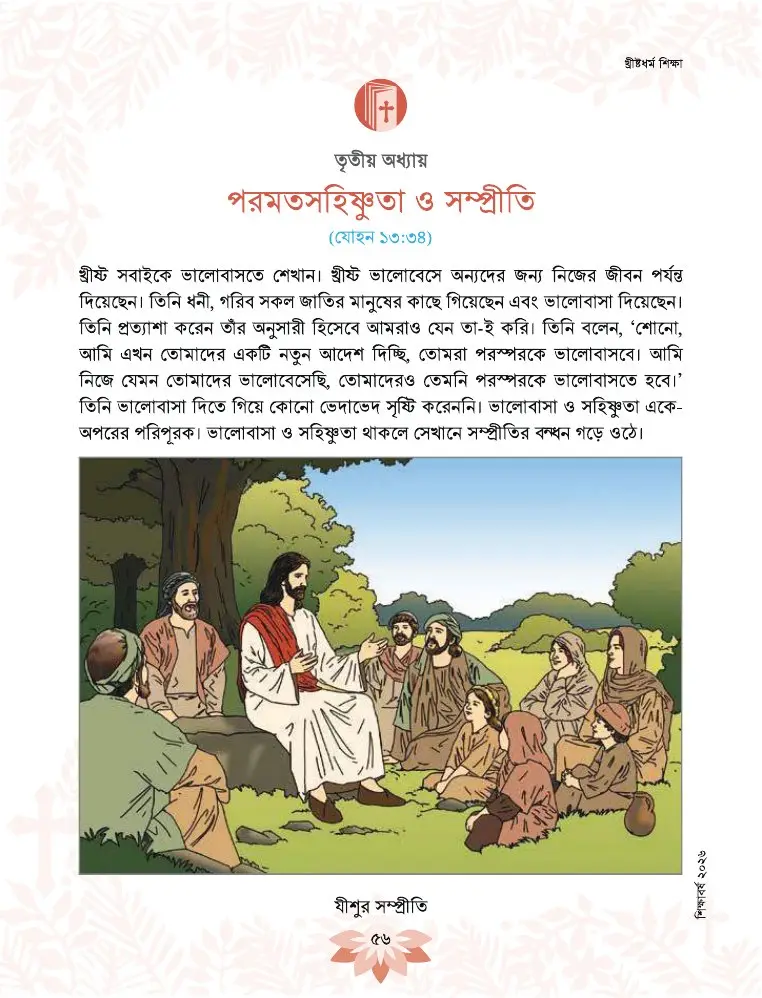 খ্রীষ্টধর্ম শিক্ষা
তৃতীয় অধ্যায়
পরমতসহিষ্ণুতা ও সম্প্রীতি
(যোহন ১৩:৩৪)
খ্রীষ্ট সবাইকে ভালোবাসতে শেখান। খ্রীষ্ট ভালোবেসে অন্যদের জন্য নিজের জীবন পর্যন্ত
দিয়েছেন। তিনি ধনী, গরিব সকল জাতির মানুষের কাছে গিয়েছেন এবং ভালোবাসা দিয়েছেন।
তিনি প্রত্যাশা করেন তাঁর অনুসারী হিসেবে আমরাও যেন তা-ই করি। তিনি বলেন, ‘শোনো,
আমি এখন তোমাদের একটি নতুন আদেশ দিচ্ছি, তোমরা পরস্পরকে ভালোবাসবে। আমি
নিজে যেমন তোমাদের ভালোবেসেছি, তোমাদেরও তেমনি পরস্পরকে ভালোবাসতে হবে।’
তিনি ভালোবাসা দিতে গিয়ে কোনো ভেদাভেদ সৃষ্টি করেননি। ভালোবাসা ও সহিষ্ণুতা একে-
অপরের পরিপূরক। ভালোবাসা ও সহিষ্ণুতা থাকলে সেখানে সম্প্রীতির বন্ধন গড়ে ওঠে।
যীশুর সম্প্রীতি
৫৬
শিক্ষাবর্ষ ২০২৬